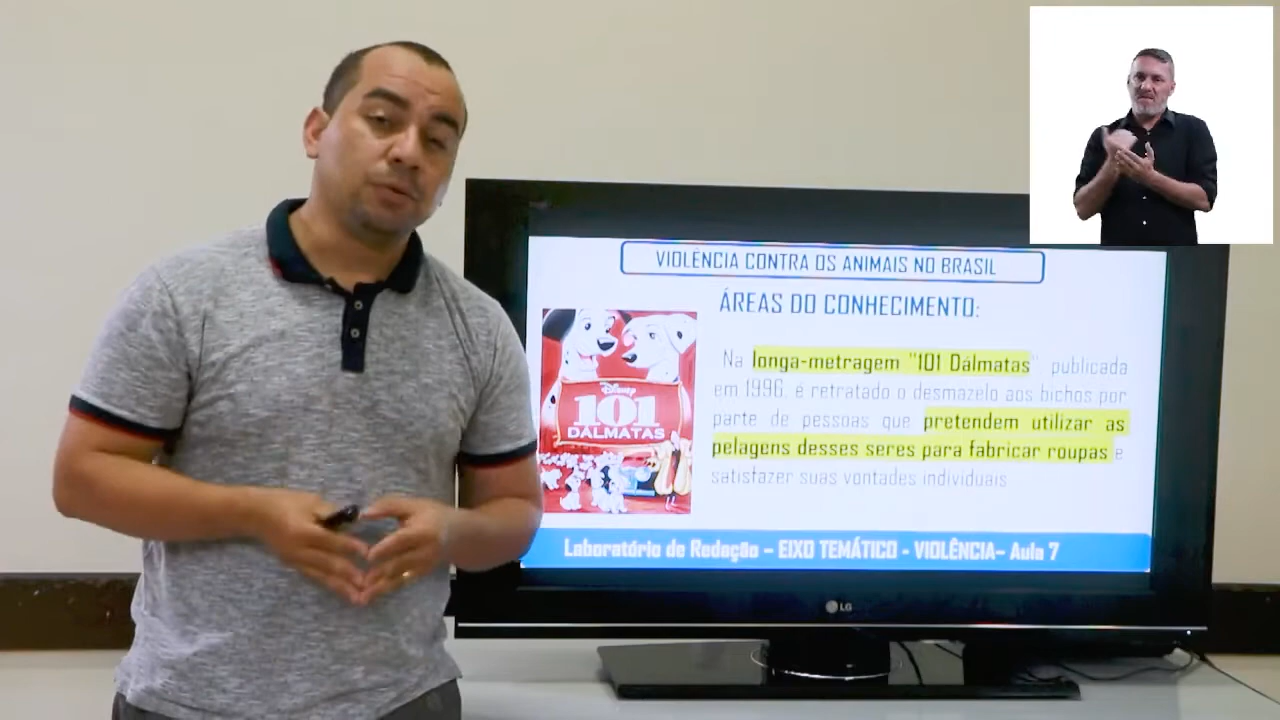 VIOLÊNCIA CONTRA OS ANIMAIS NO BRASIL
ÁREAS DO CONHECIMENTO:
Na longa-metragem "101 Dálmatas" publicada
em 1996, é retratado o desmazelo aos bichos por
parte de pessoas que pretendem utilizar as
pelagens desses seres para fabricar roupas e
satisfazer suas vontades individuais
Disney
101
DALMATAS
Laboratório de Redação – EIXO TEMÁTICO - VIOLÊNCIA– Aula 7
LG